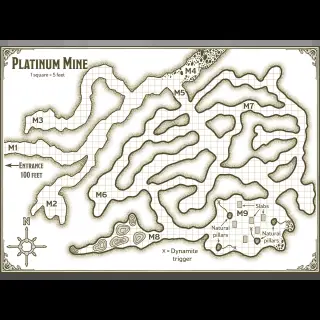 PLATINUM MINE
1 square = 5 feet
M4
M5
M7
M3
M1
ENTRANCE
100 FEET
M6
M2
Slabs
M9
N
Natural
pillars
Natural
pillars
M8
X = Dynamite
trigger